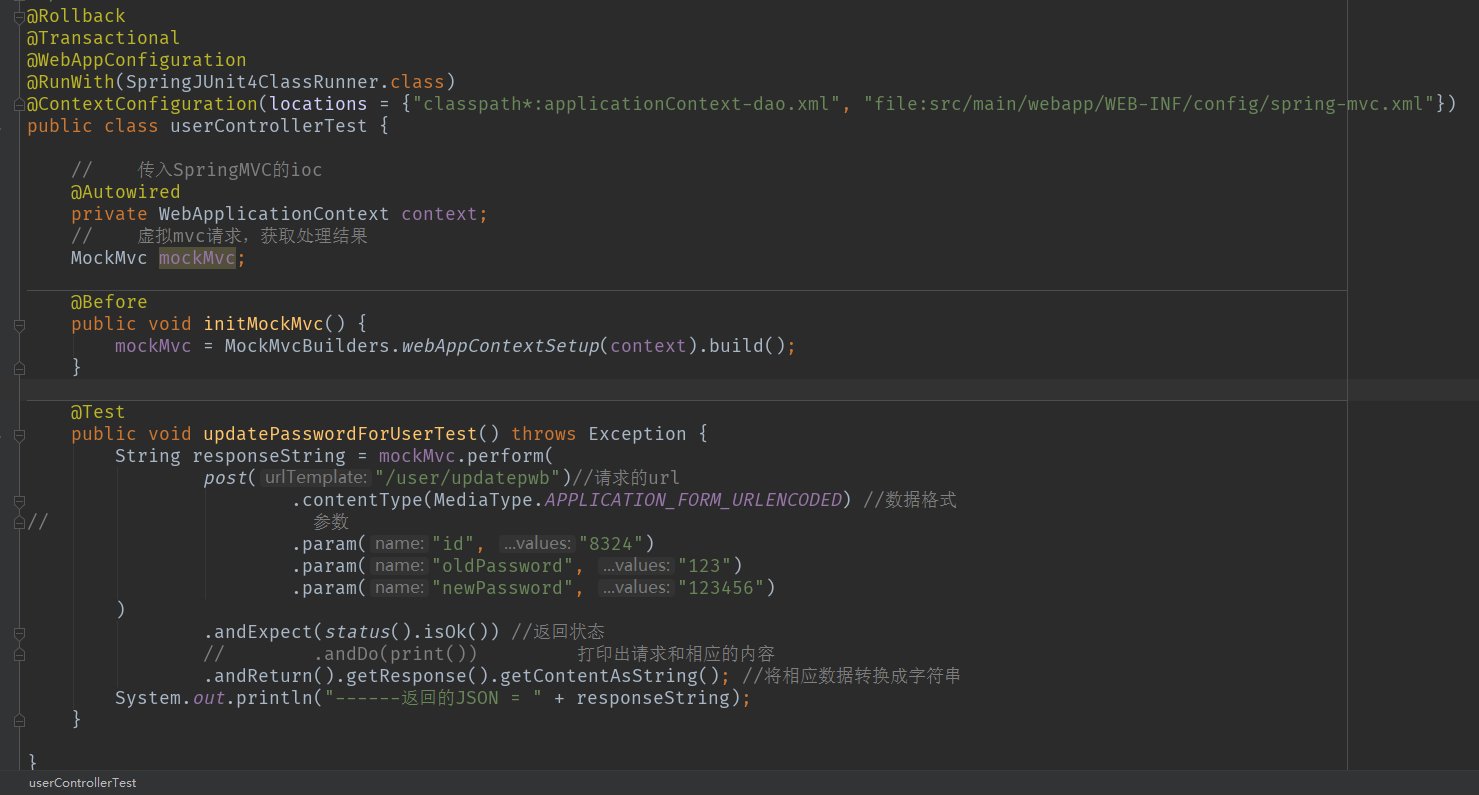 @Rollback
@Transactional
@WebAppConfiguration
@RunWith(SpringJUnit4ClassRunner.class)
@ContextConfiguration(locations = {"classpath*:applicationContext-dao.xml", "file:src/main/webapp/WEB-INF/config/spring-mvc.xml"})
public class userControllerTest {
//    传入SpringMVC的ioc
@Autowired
private WebApplicationContext context;
//    虚拟mvc请求，获取处理结果
MockMvc mockMvc;
@Before
public void initMockMvc() {
mockMvc = MockMvcBuilders.webAppContextSetup(context).build();
}
@Test
public void updatePasswordForUserTest() throws Exception {
String responseString = mockMvc.perform(
post( urlTemplate: "/user/updatepwb")//请求的url
.contentType(MediaType.APPLICATION_FORM_URLENCODED) //数据格式
//                        参数
.param( name: "id", ...values: "8324")
.param( name: "oldPassword", ...values: "123")
.param( name: "newPassword", ...values: "123456")
)
.andExpect(status().isOk()) //返回状态
//        .andDo(print())         打印出请求和相应的内容
.andReturn().getResponse().getContentAsString(); //将相应数据转换成字符串
System.out.println("------返回的JSON = " + responseString);
}
}
userControllerTest